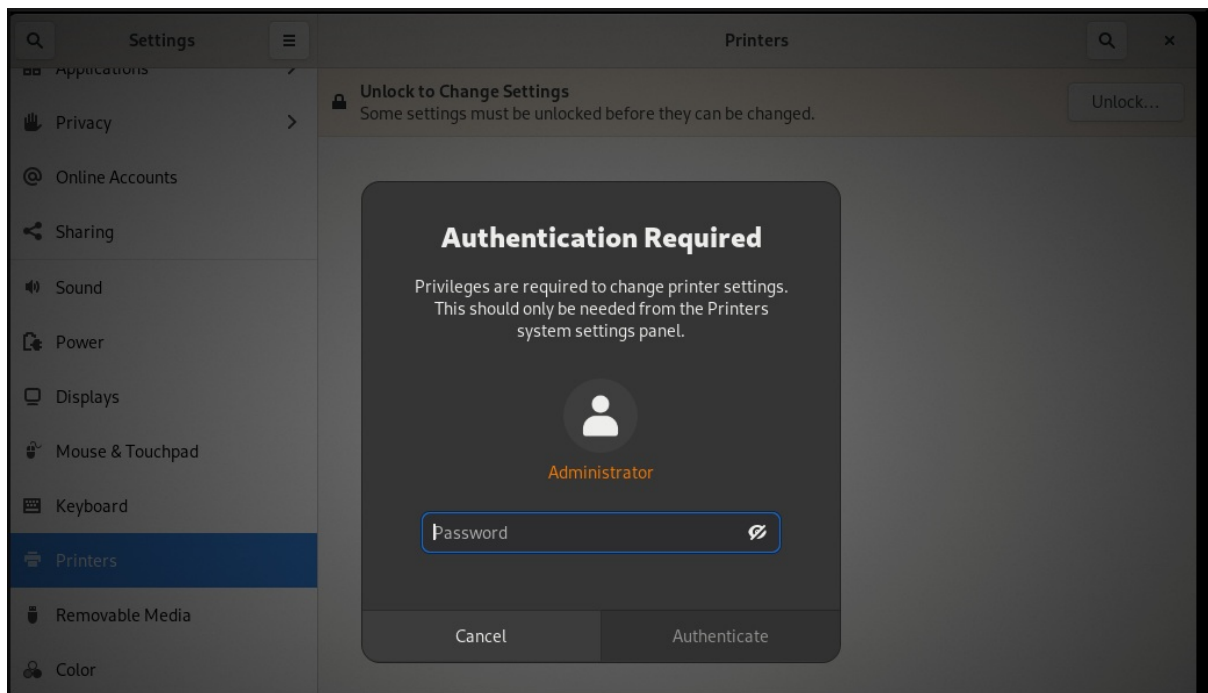 Settings
Printers
Applications
Privacy
Online Accounts
Sharing
Sound
Power
Displays
Mouse & Touchpad
Keyboard
Printers
Removable Media
Color
Unlock to Change Settings
Some settings must be unlocked before they can be changed.
Unlock...
Authentication Required
Privileges are required to change printer settings.
This should only be needed from the Printers
system settings panel.
Administrator
Password
Cancel
Authenticate